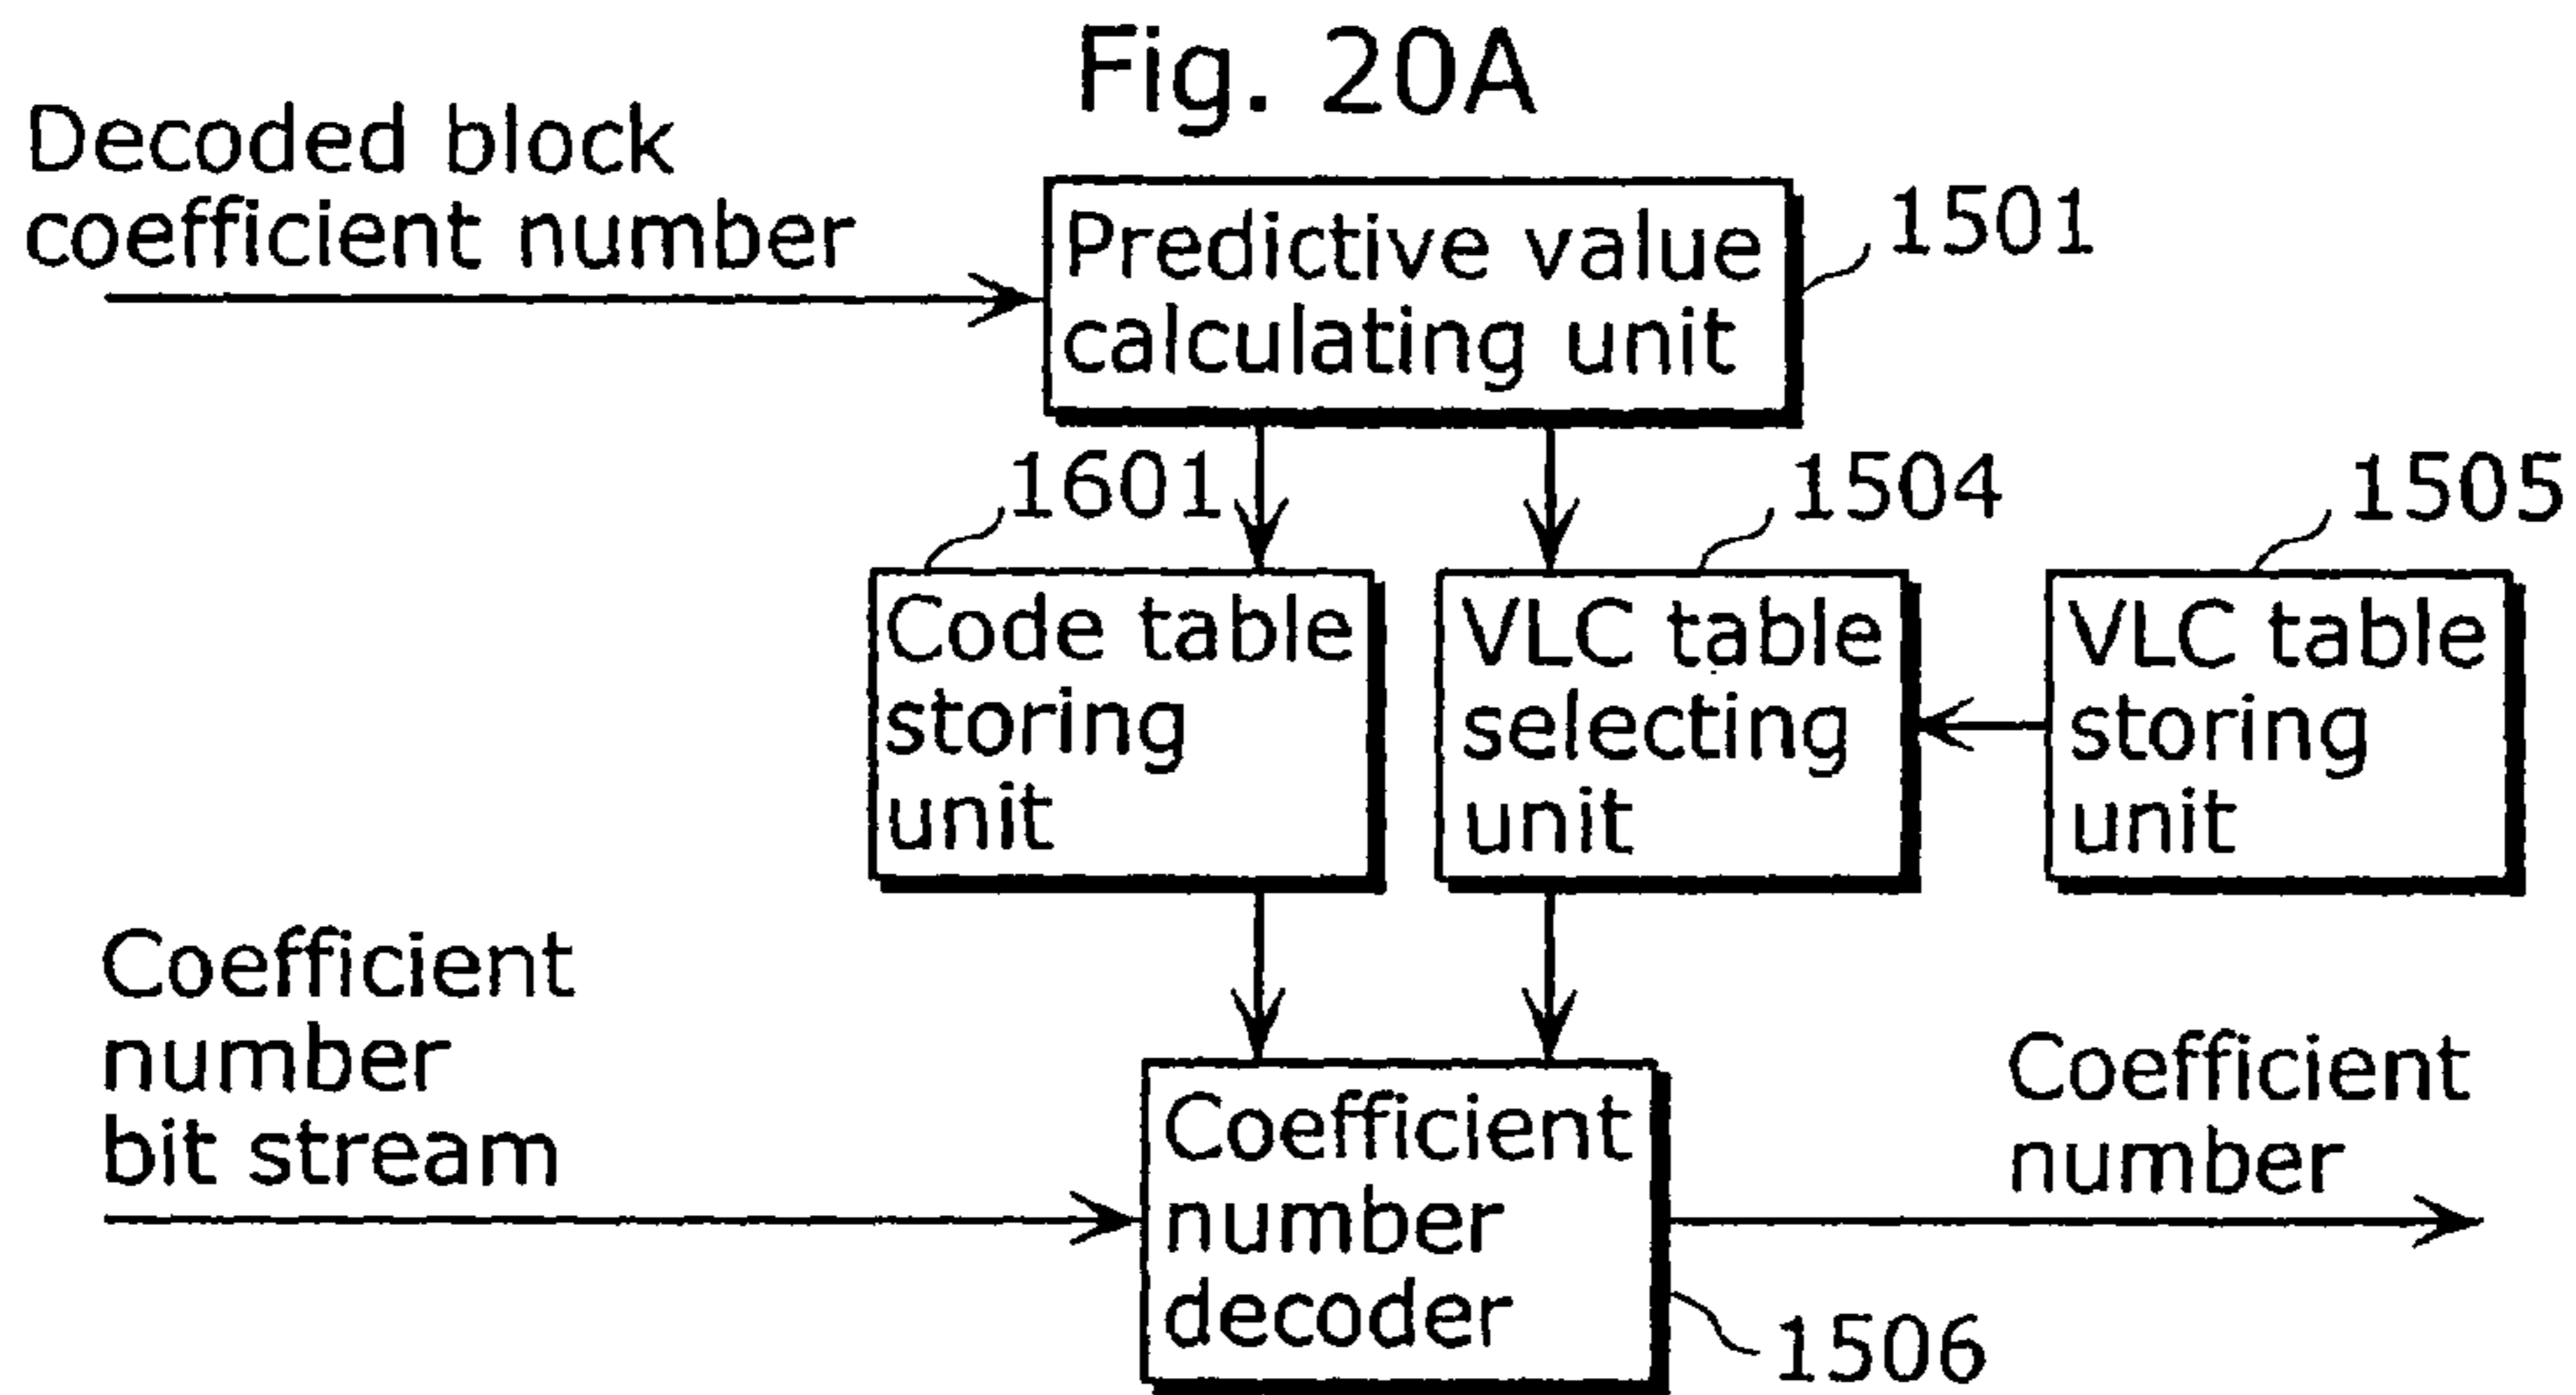 Fig. 20A
Decoded block
coefficient number
Predictive value
calculating unit
1501
1601
1504
1505
Code table
storing
unit
VLC table
selecting
unit
VLC table
storing
unit
Coefficient
number
bit stream
Coefficient
number
decoder
Coefficient
number
1506